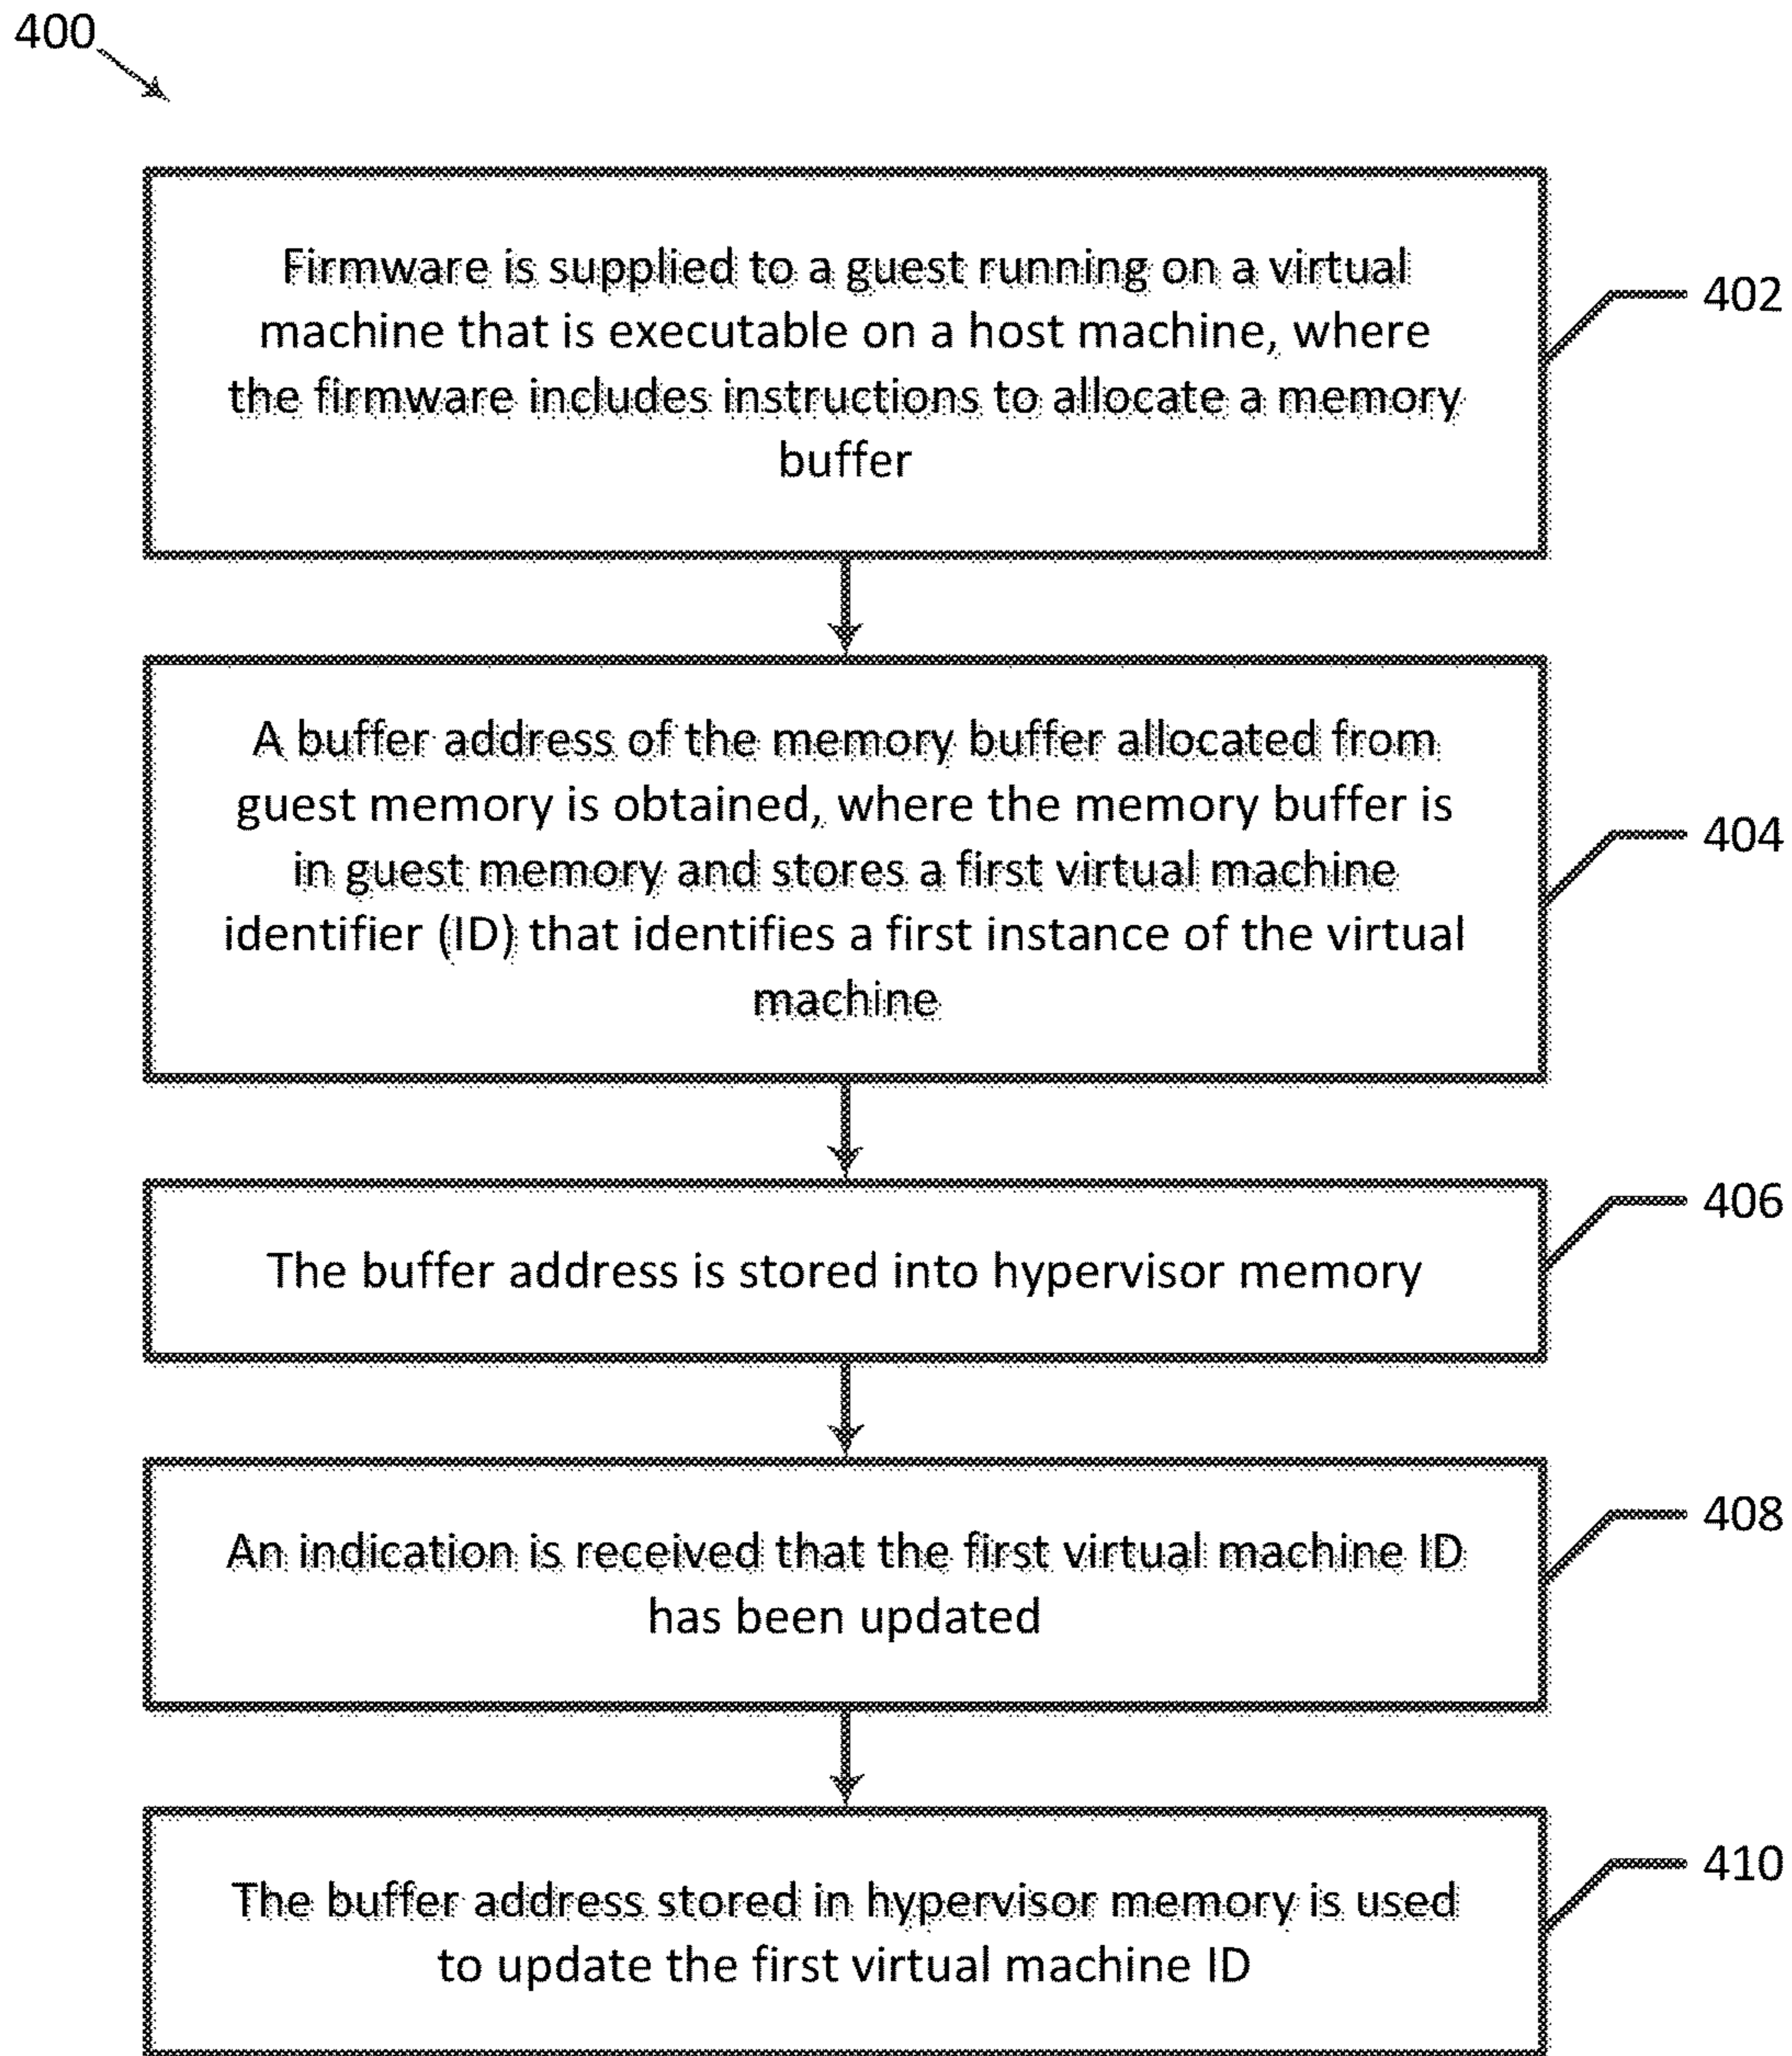 400
Firmware is supplied to a guest running on a virtual
machine that is executable on a host machine, where
the firmware includes instructions to allocate a memory
buffer
402
A buffer address of the memory buffer allocated from
guest memory is obtained, where the memory buffer is
in guest memory and stores a first virtual machine
identifier (ID) that identifies a first instance of the virtual
machine
404
The buffer address is stored into hypervisor memory
406
An indication is received that the first virtual machine ID
has been updated
408
The buffer address stored in hypervisor memory is used
to update the first virtual machine ID
410